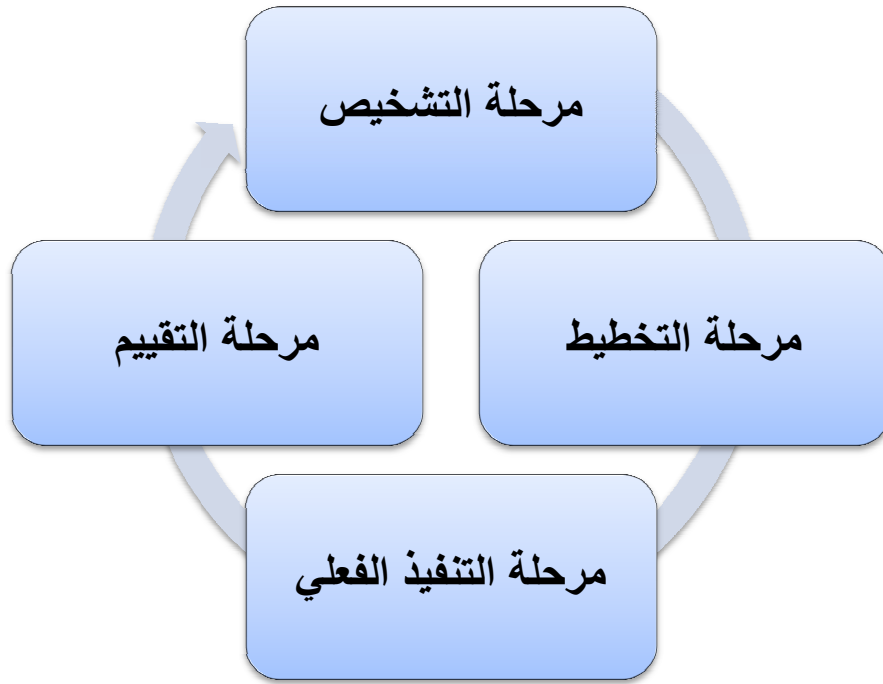 مرحلة التشخيص
مرحلة التخطيط
مرحلة التقييم
مرحلة التنفيذ الفعلي